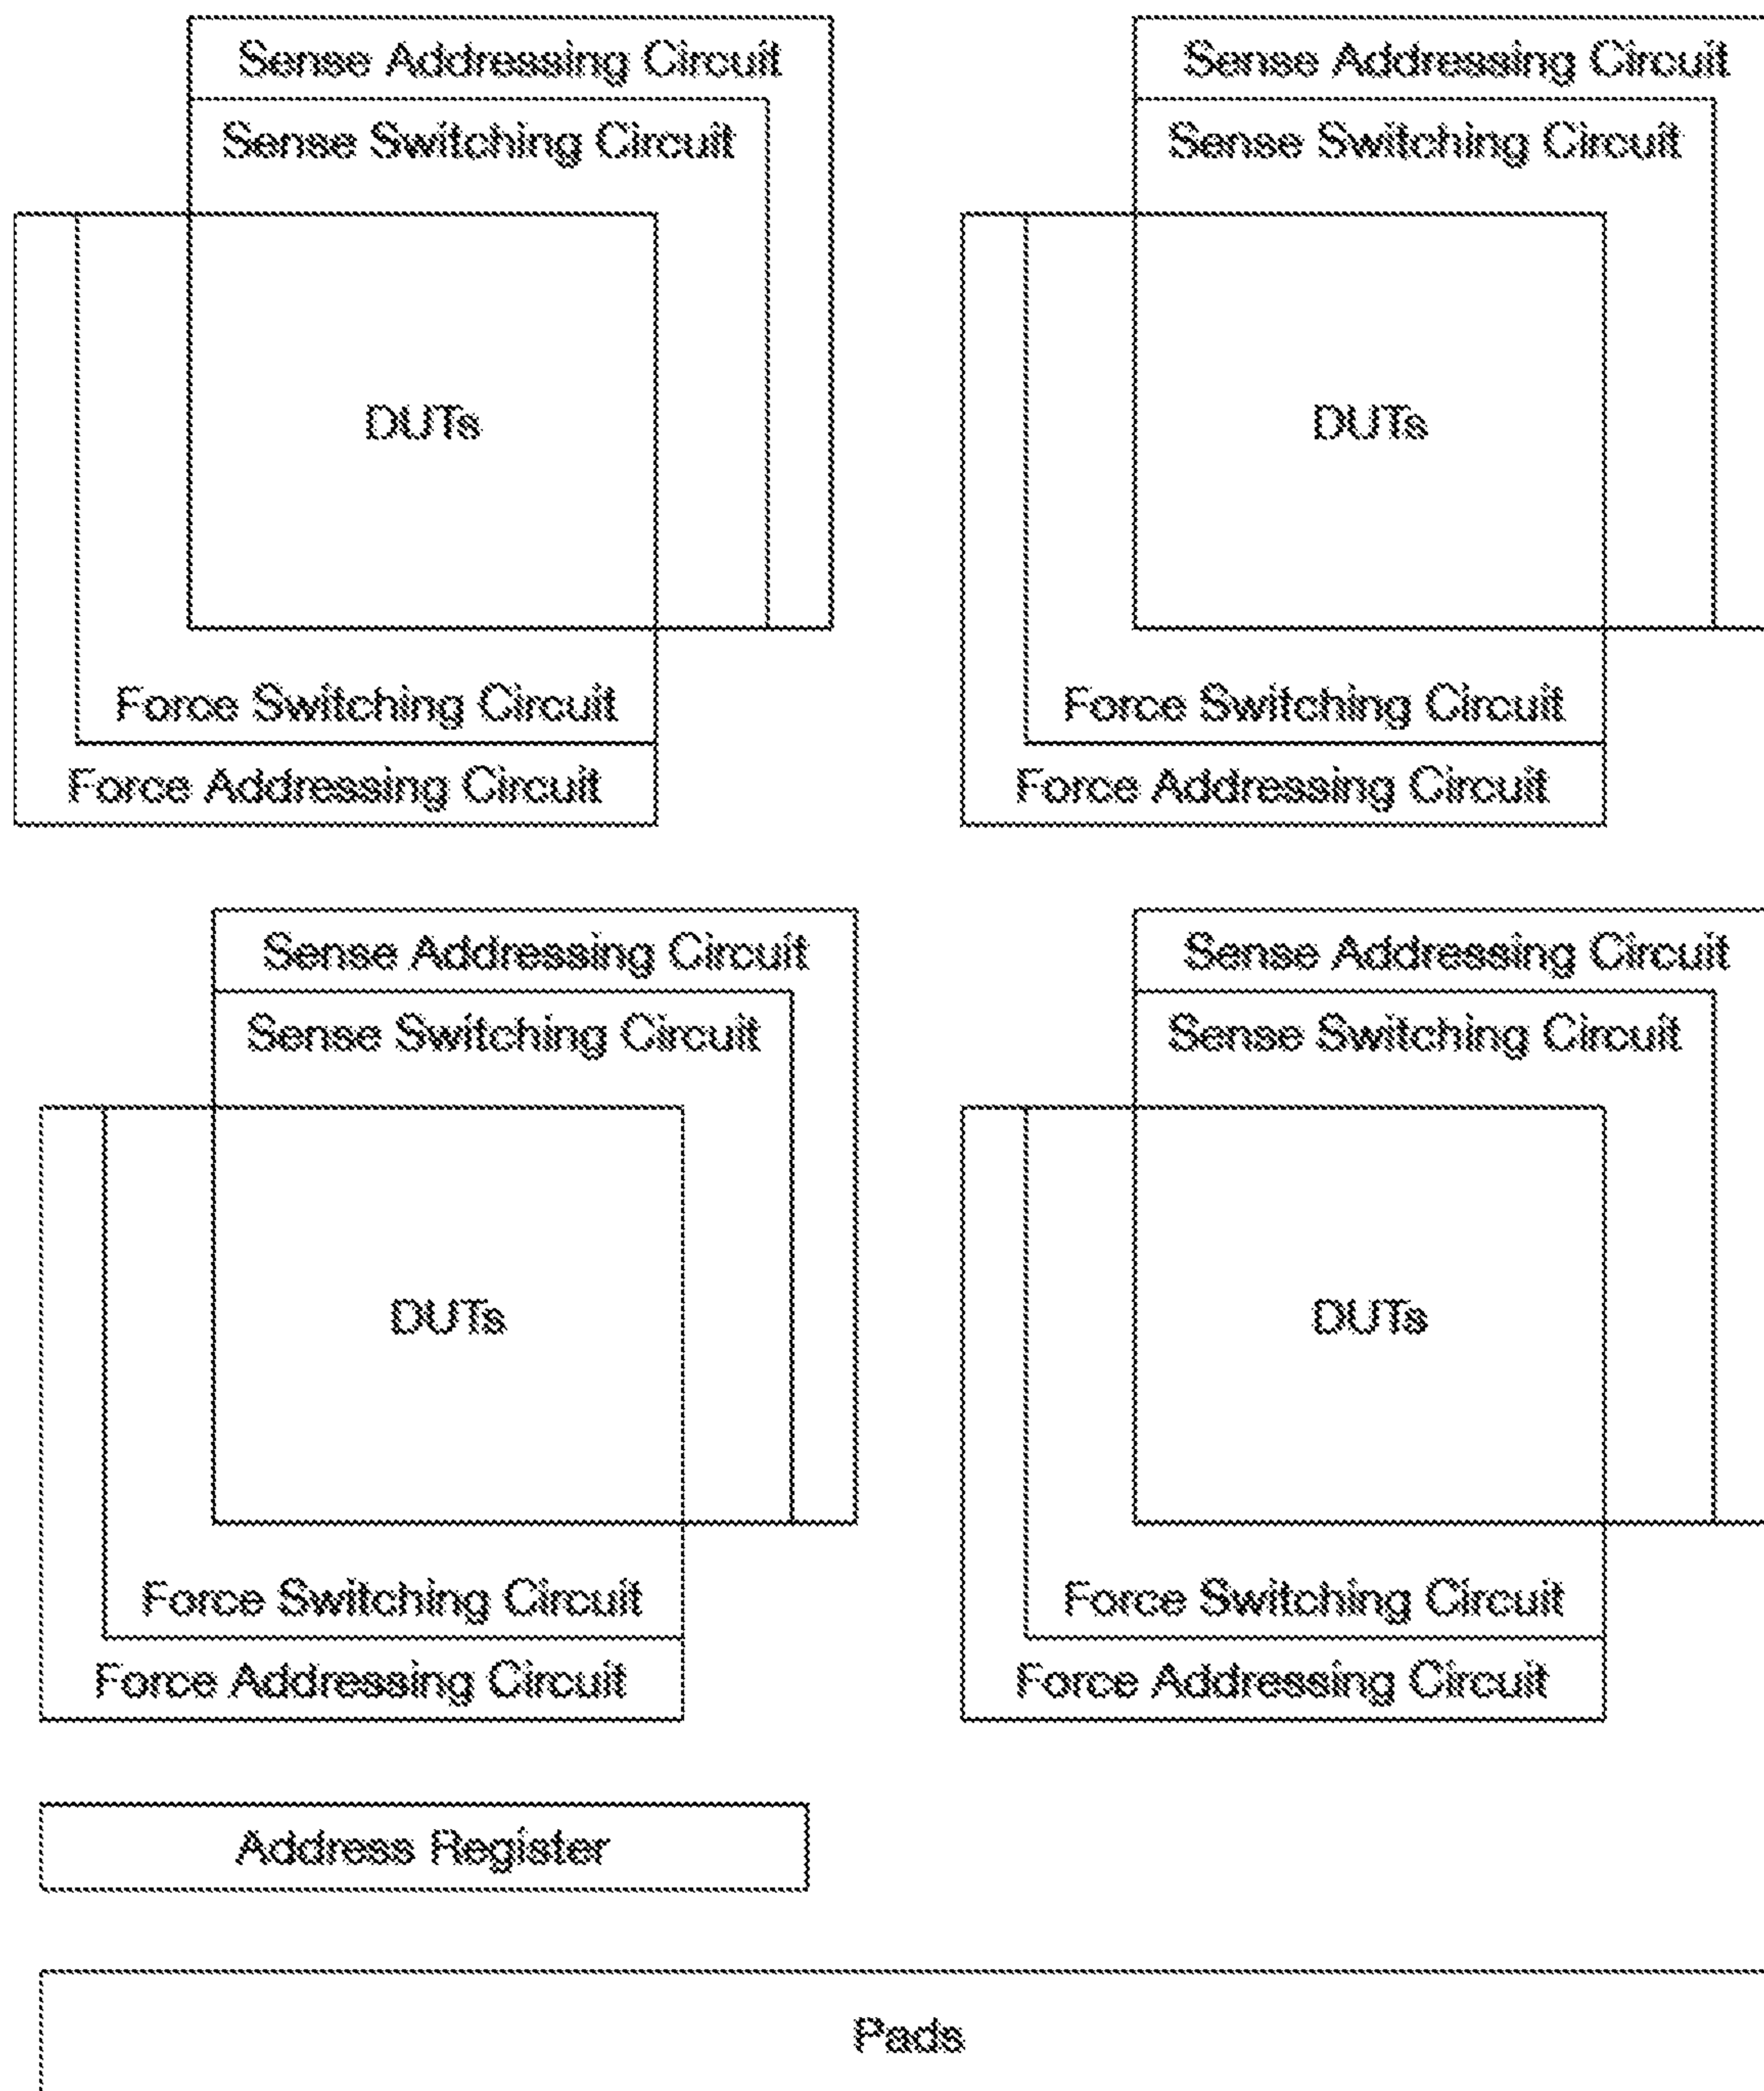 Sense Addressing Circuit
Sense Switching Circuit
DUTs
Force Switching Circuit
Force Addressing Circuit
Sense Addressing Circuit
Sense Switching Circuit
DUTs
Force Switching Circuit
Force Addressing Circuit
Sense Addressing Circuit
Sense Switching Circuit
DUTs
Force Switching Circuit
Force Addressing Circuit
Sense Addressing Circuit
Sense Switching Circuit
DUTs
Force Switching Circuit
Force Addressing Circuit
Address Register
Pads